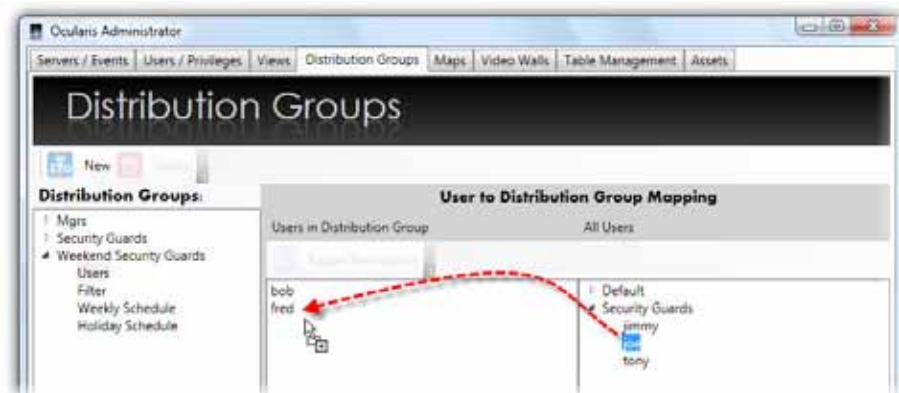 Ocularis Administrator
Servers / Events Users / Privileges Views Distribution Groups Maps Video Walls Table Management Assets
Distribution Groups
New
Distribution Groups:
User to Distribution Group Mapping
Users in Distribution Group
All Users
Mgrs
Security Guards
Weekend Security Guards
Users
Filter
Weekly Schedule
Holiday Schedule
bob
fred
Default
Security Guards
jimmy
tony